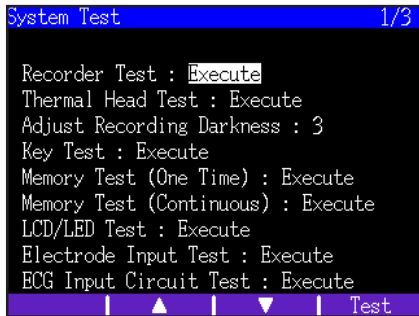 System Test 1/3
Recorder Test : Execute
Thermal Head Test : Execute
Adjust Recording Darkness : 3
Key Test : Execute
Memory Test (One Time) : Execute
Memory Test (Continuous) : Execute
LCD/LED Test : Execute
Electrode Input Test : Execute
ECG Input Circuit Test : Execute
Test